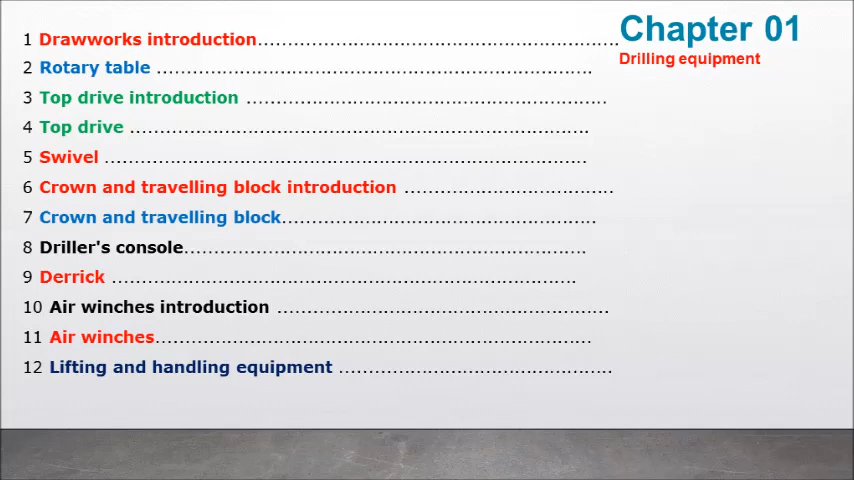 Chapter 01
Drilling equipment
1 Drawworks introduction............................................................
2 Rotary table ..........................................................................
3 Top drive introduction .............................................................
4 Top drive ..............................................................................
5 Swivel .................................................................................
6 Crown and travelling block introduction ...................................
7 Crown and travelling block....................................................
8 Driller's console...................................................................
9 Derrick ..............................................................................
10 Air winches introduction .......................................................
11 Air winches.........................................................................
12 Lifting and handling equipment .............................................